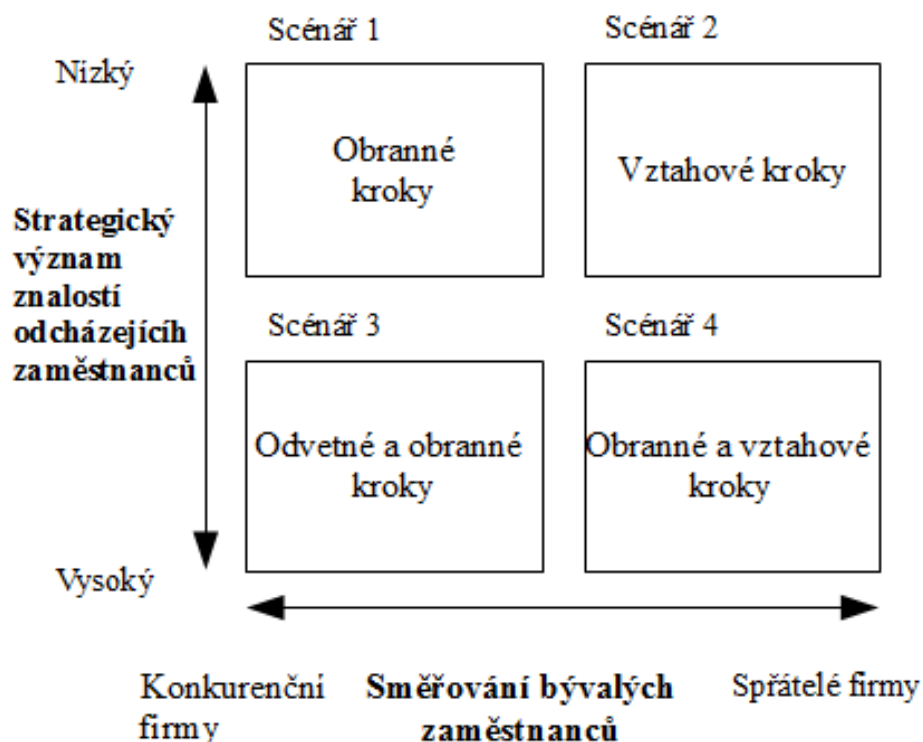 Scénář 1
Scénář 2
Nízký
Obranné
kroky
Vztahové kroky
Strategický
význam
znalostí
odcházejícíh
zaměstnanců
Scénář 3
Scénář 4
Odvetné a obranné
kroky
Obranné a vztahové
kroky
Vysoký
Konkurenční
firmy
Směřování bývalých
zaměstnanců
Spřátelé firmy